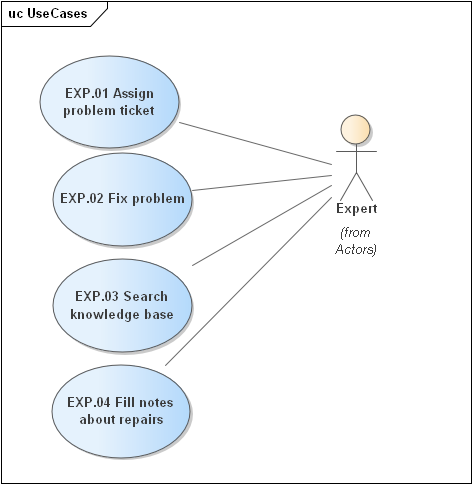 uc UseCases
EXP.01 Assign
problem ticket
EXP.02 Fix problem
EXP.03 Search
knowledge base
EXP.04 Fill notes
about repairs
Expert
(from
Actors)